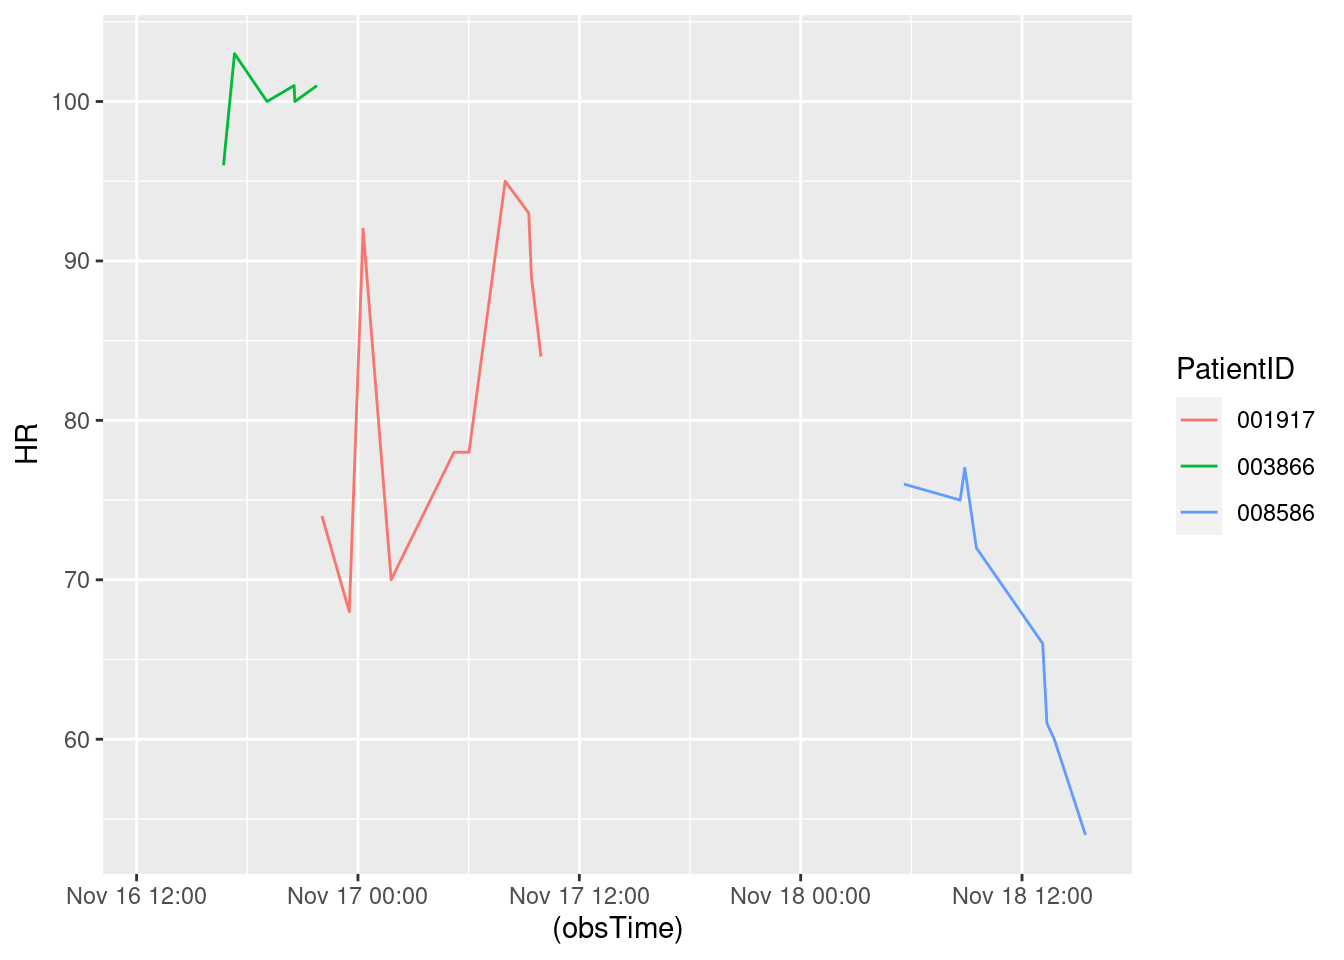 HR
100
90
80
70
60
Nov 16 12:00
Nov 17 00:00
Nov 17 12:00
Nov 18 00:00
Nov 18 12:00
(obsTime)
PatientID
001917
003866
008586